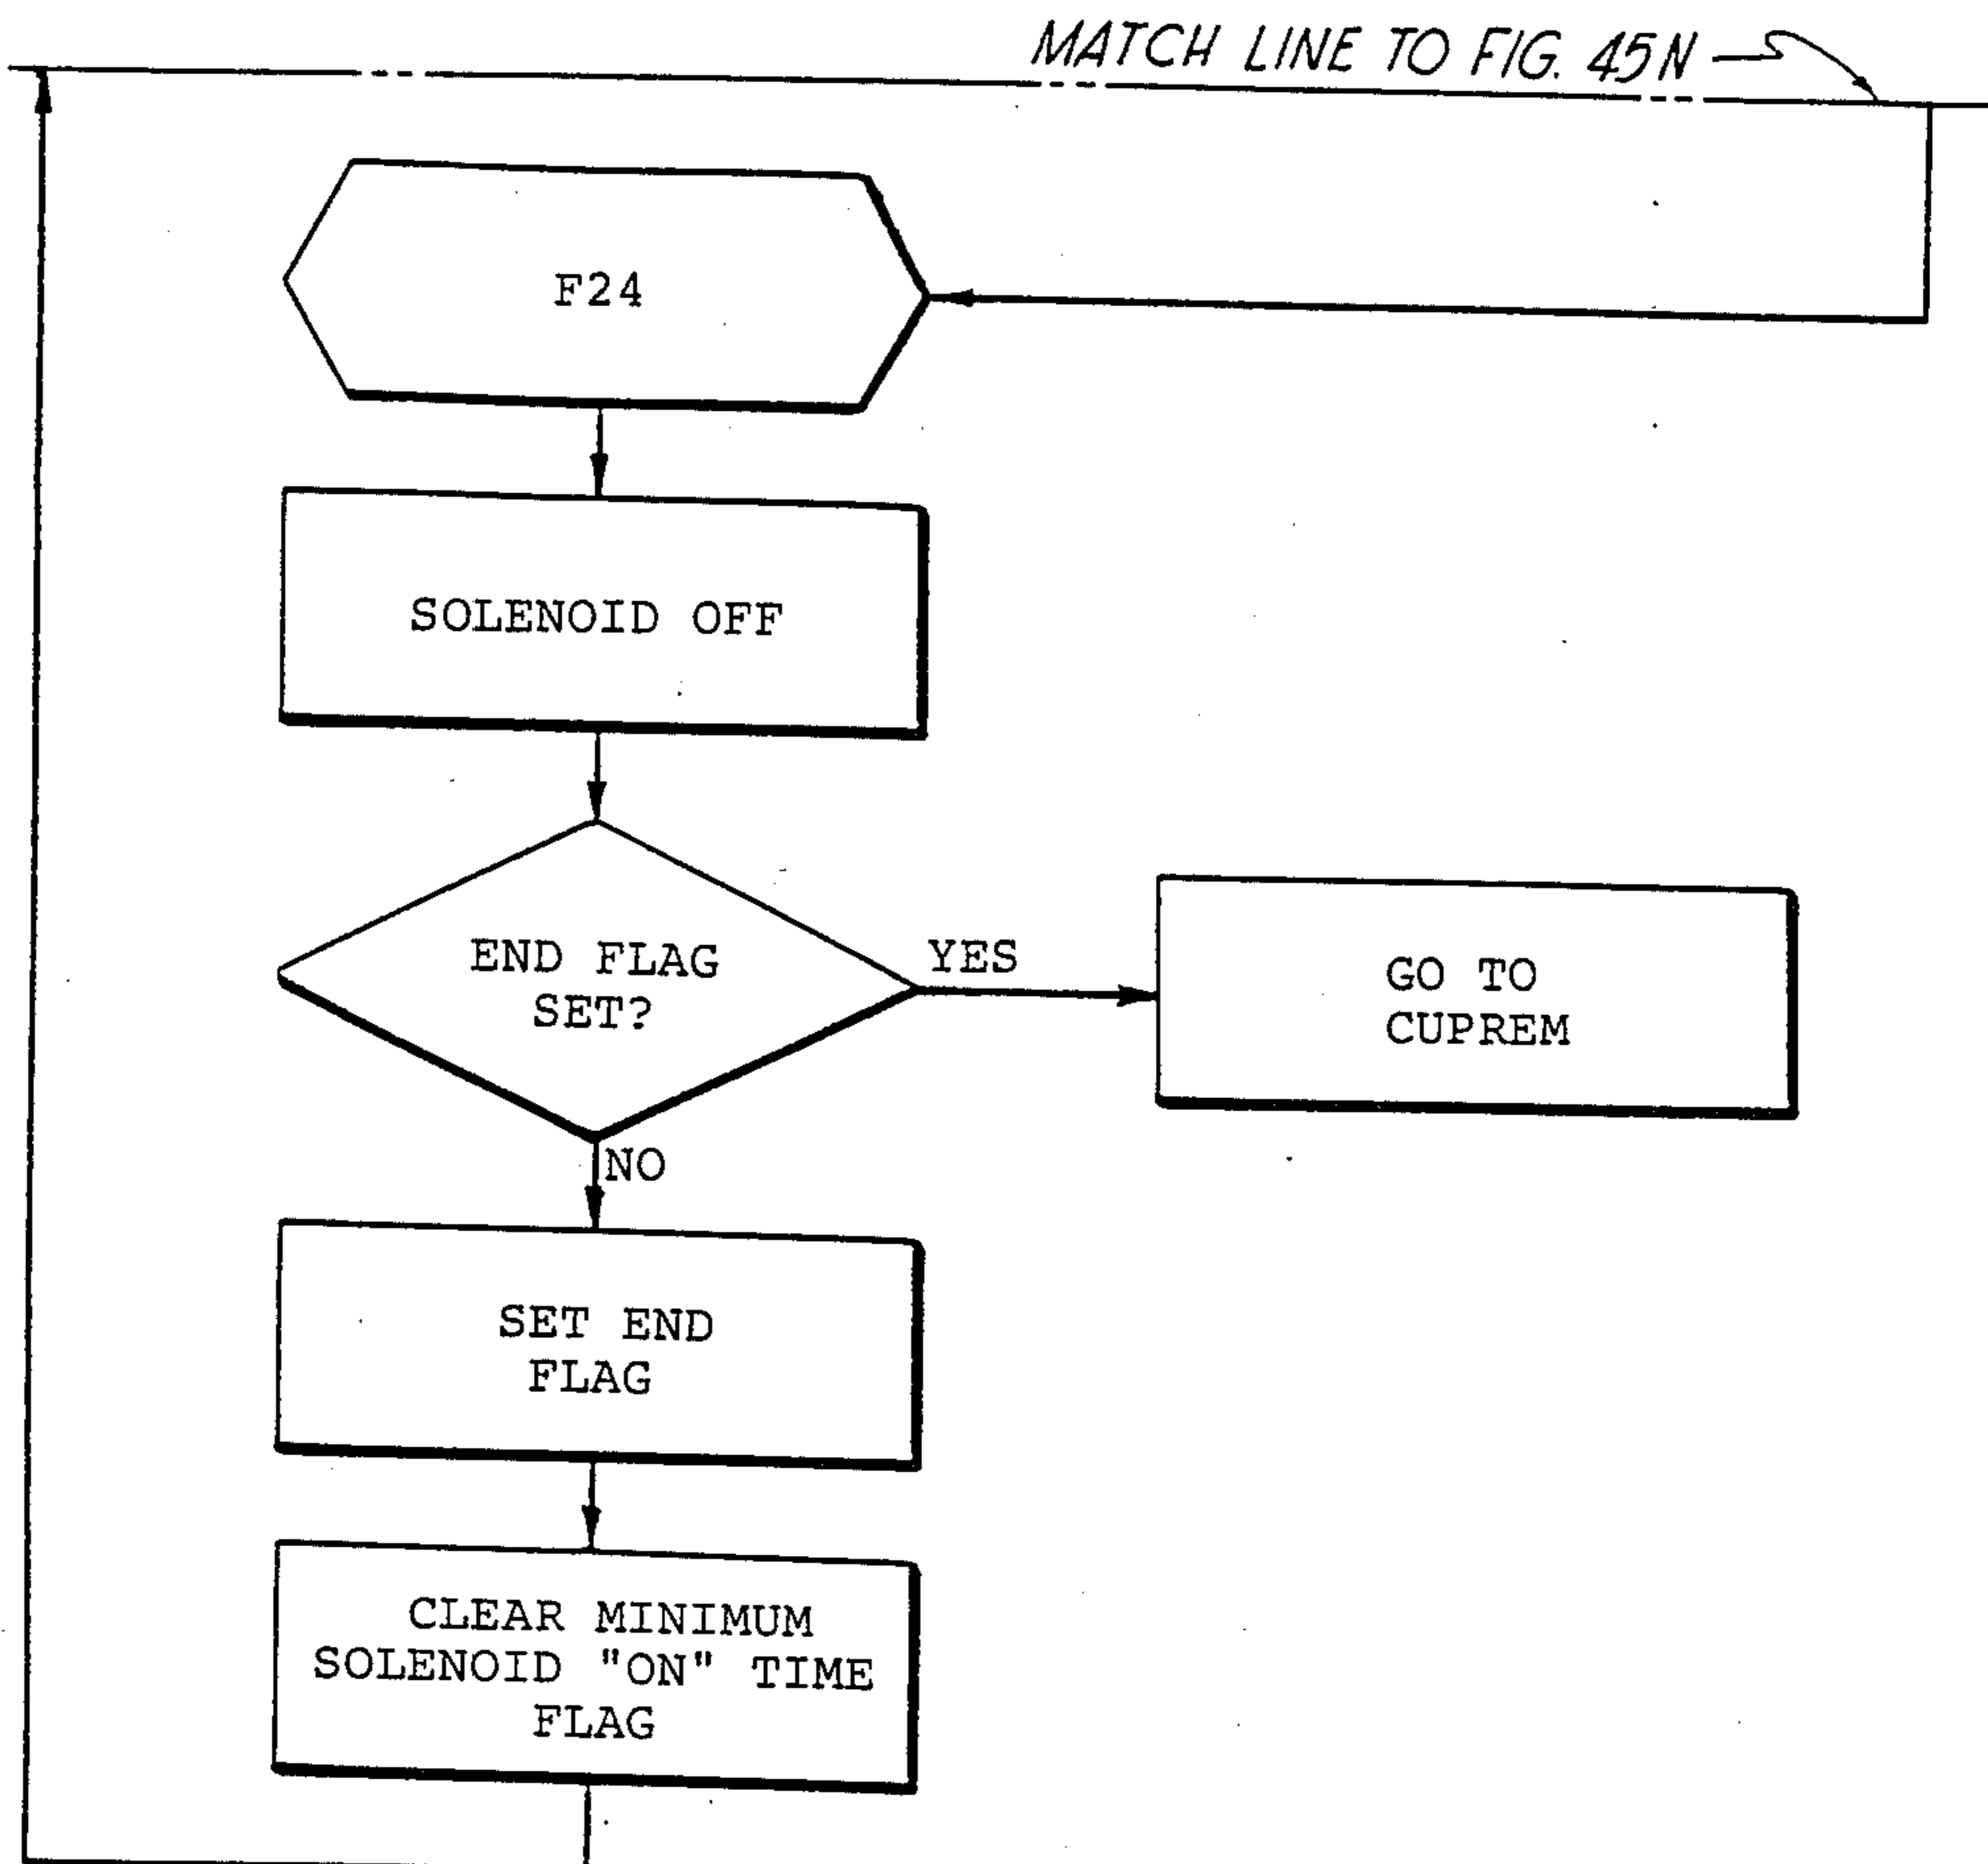 MATCH LINE TO FIG. 45N
F24
SOLENOID OFF
END FLAG
SET?
YES
GO TO
CUPREM
NO
SET END
FLAG
CLEAR MINIMUM
SOLENOID "ON" TIME
FLAG